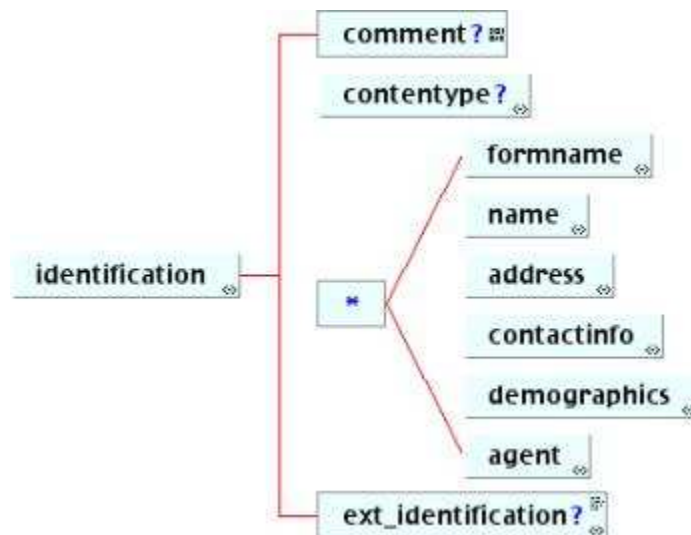 comment?
contentype?
formname
name
address
identification
*
contactinfo
demographics
agent
ext_identification?